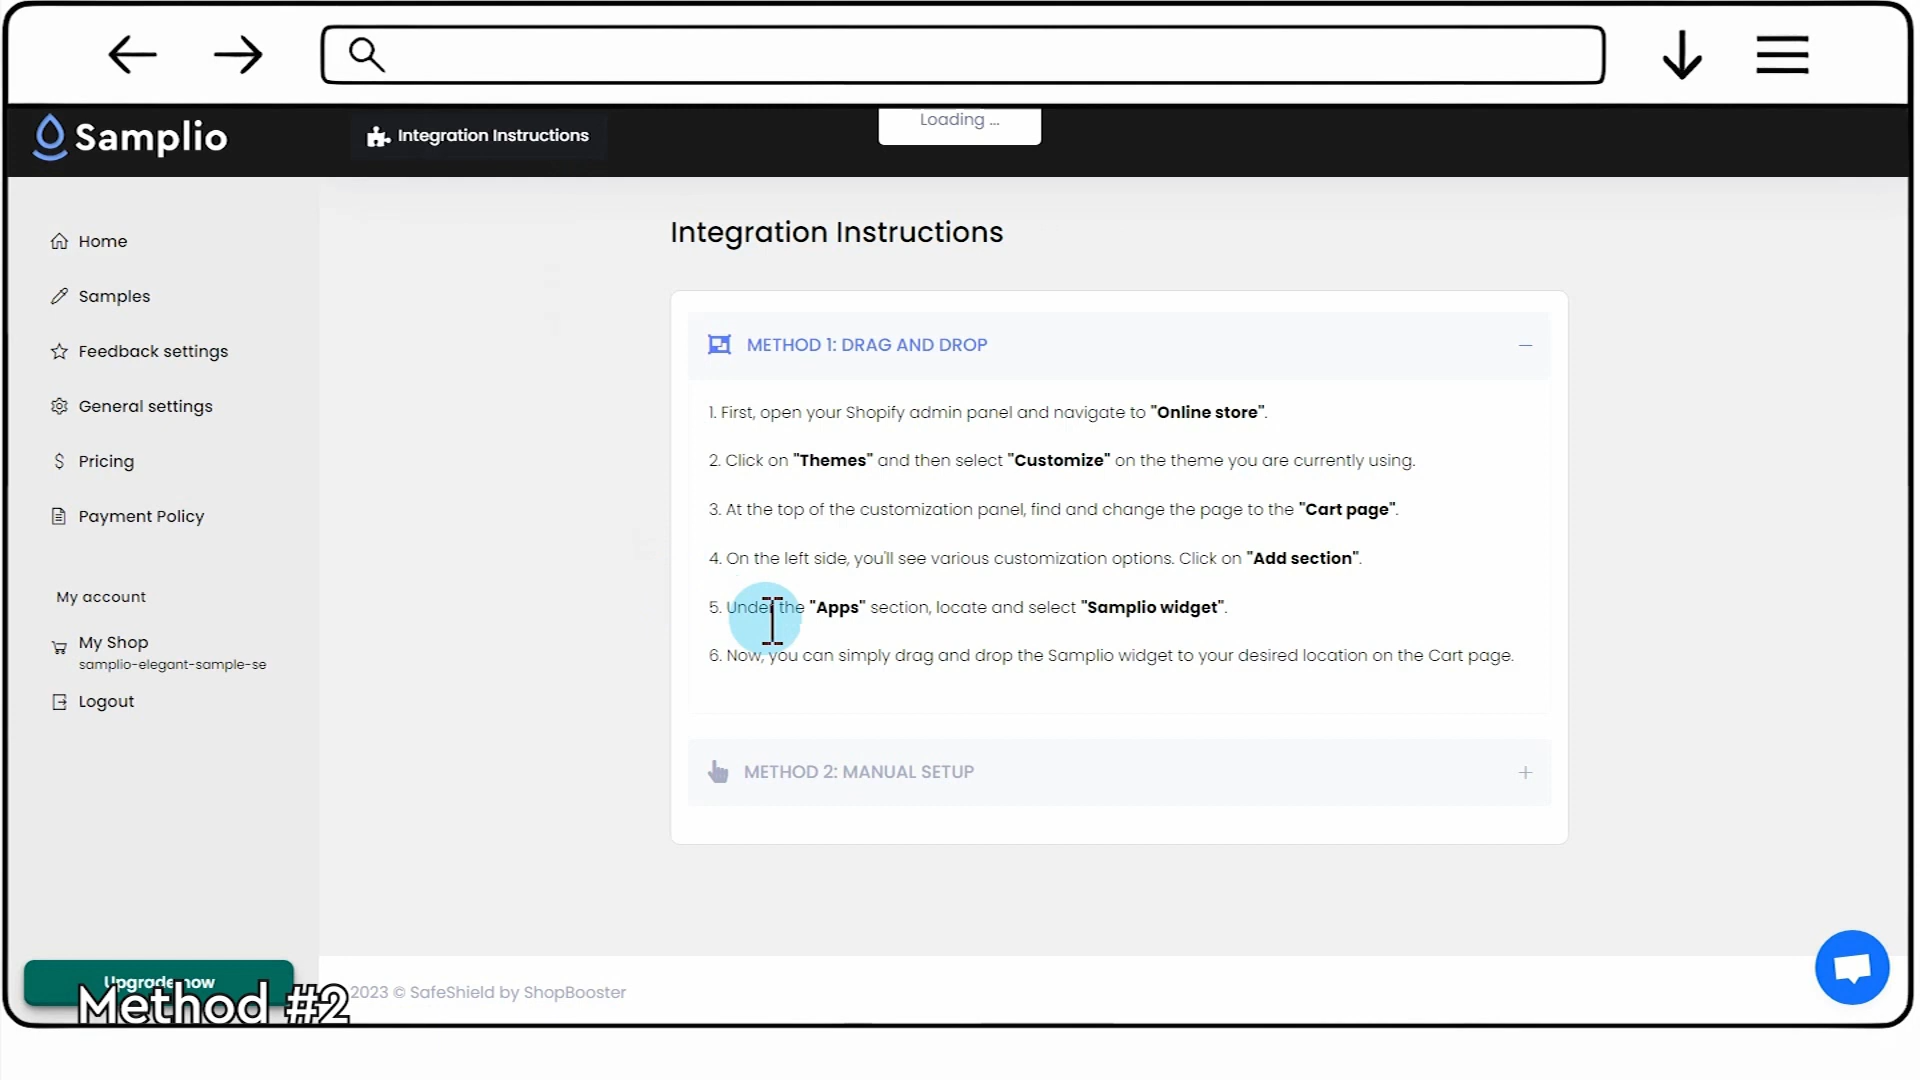 Samplio
Integration Instructions
Loading ...
Home
Samples
Feedback settings
General settings
Pricing
Payment Policy
My account
My Shop
samplio-elegant-sample-se
Logout
Upgrade now
Method #2
Integration Instructions
METHOD 1: DRAG AND DROP
1. First, open your Shopify admin panel and navigate to "Online store".
2. Click on "Themes" and then select "Customize" on the theme you are currently using.
3. At the top of the customization panel, find and change the page to the "Cart page".
4. On the left side, you'll see various customization options. Click on "Add section".
5. Under the "Apps" section, locate and select "Samplio widget".
6. Now, you can simply drag and drop the Samplio widget to your desired location on the Cart page.
METHOD 2: MANUAL SETUP
2023 © SafeShield by ShopBooster